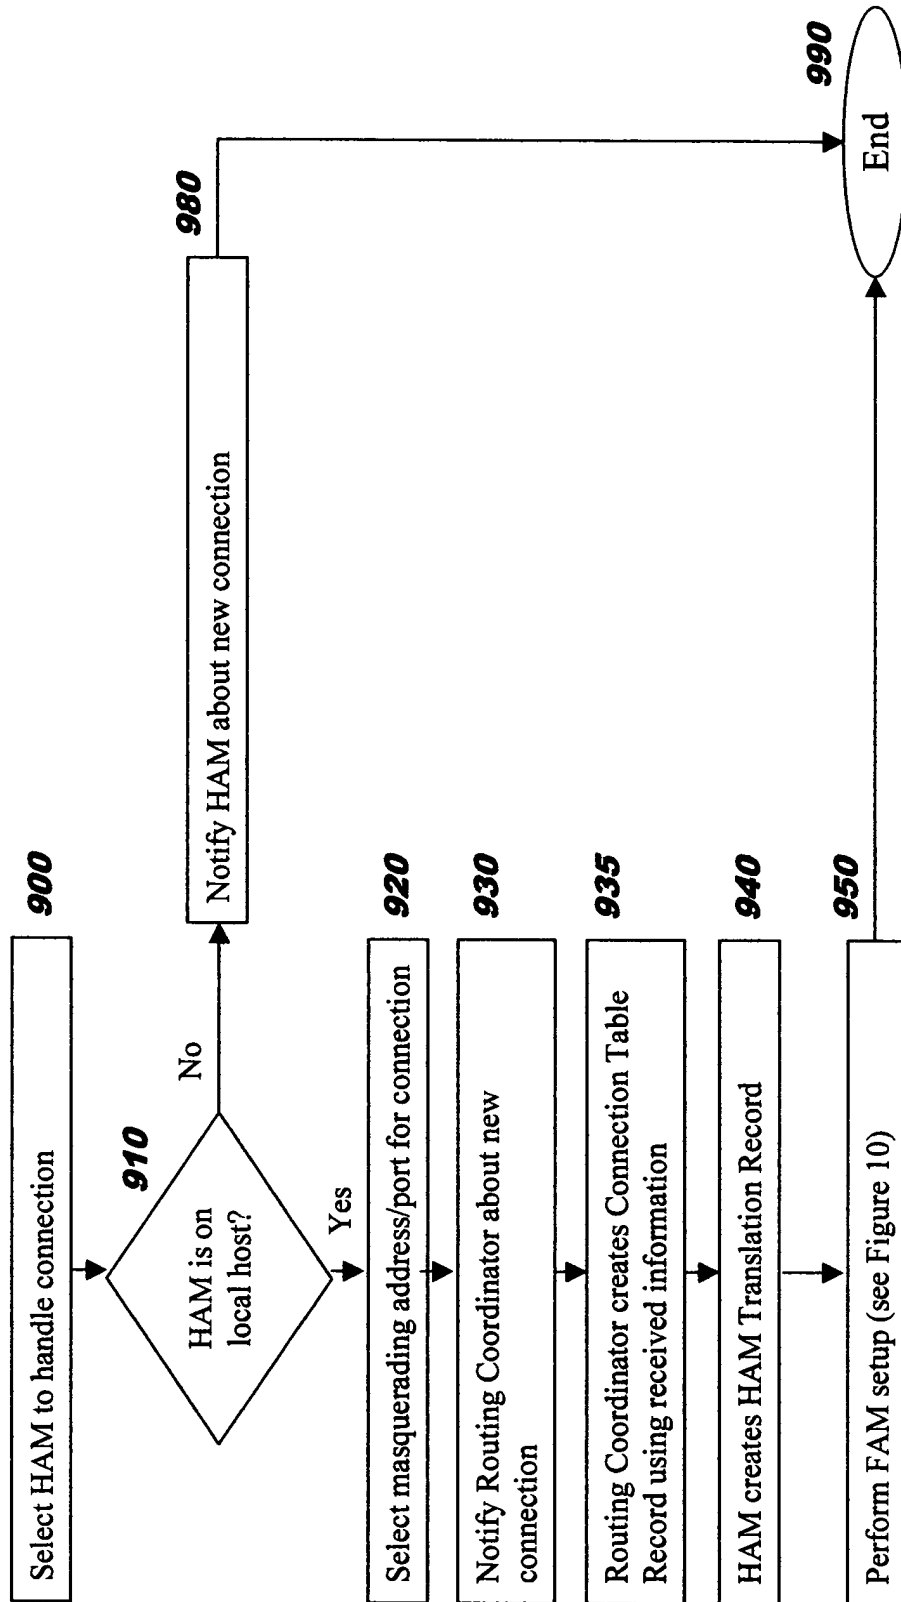 900
Select HAM to handle connection
910
HAM is on
local host?
No
Yes
980
Notify HAM about new connection
920
Select masquerading address/port for connection
930
Notify Routing Coordinator about new
connection
935
Routing Coordinator creates Connection Table
Record using received information
940
HAM creates HAM Translation Record
950
Perform FAM setup (see Figure 10)
990
End